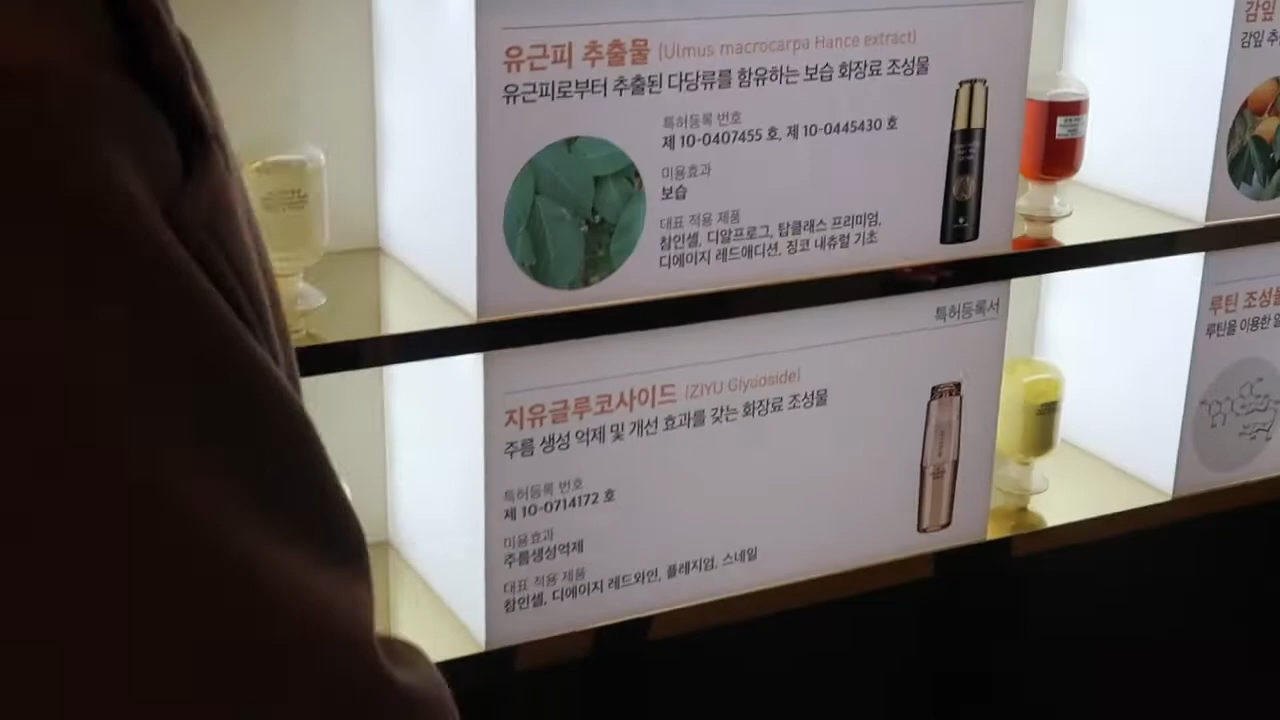 유근피 추출물 (Ulmus macrocarpa Hance extract)
유근피로부터 추출된 다당류를 함유하는 보습 화장료 조성물
특허등록 번호
제 10-0407455 호, 제 10-0445430 호
미용효과
보습
대표 적용 제품
참인셀, 디알프로그, 탑클래스 프리미엄,
디에이지 레드애디션, 징코 내츄럴 기초
특허등록서
지유글루코사이드 (ZIYU Glycoside)
주름 생성 억제 및 개선 효과를 갖는 화장료 조성물
특허등록 번호
제 10-0714172 호
미용효과
주름생성억제
대표 적용 제품
참인셀, 디에이지 레드와인, 플레지엄, 스네일
감잎
감잎
루틴
루틴을 이용한